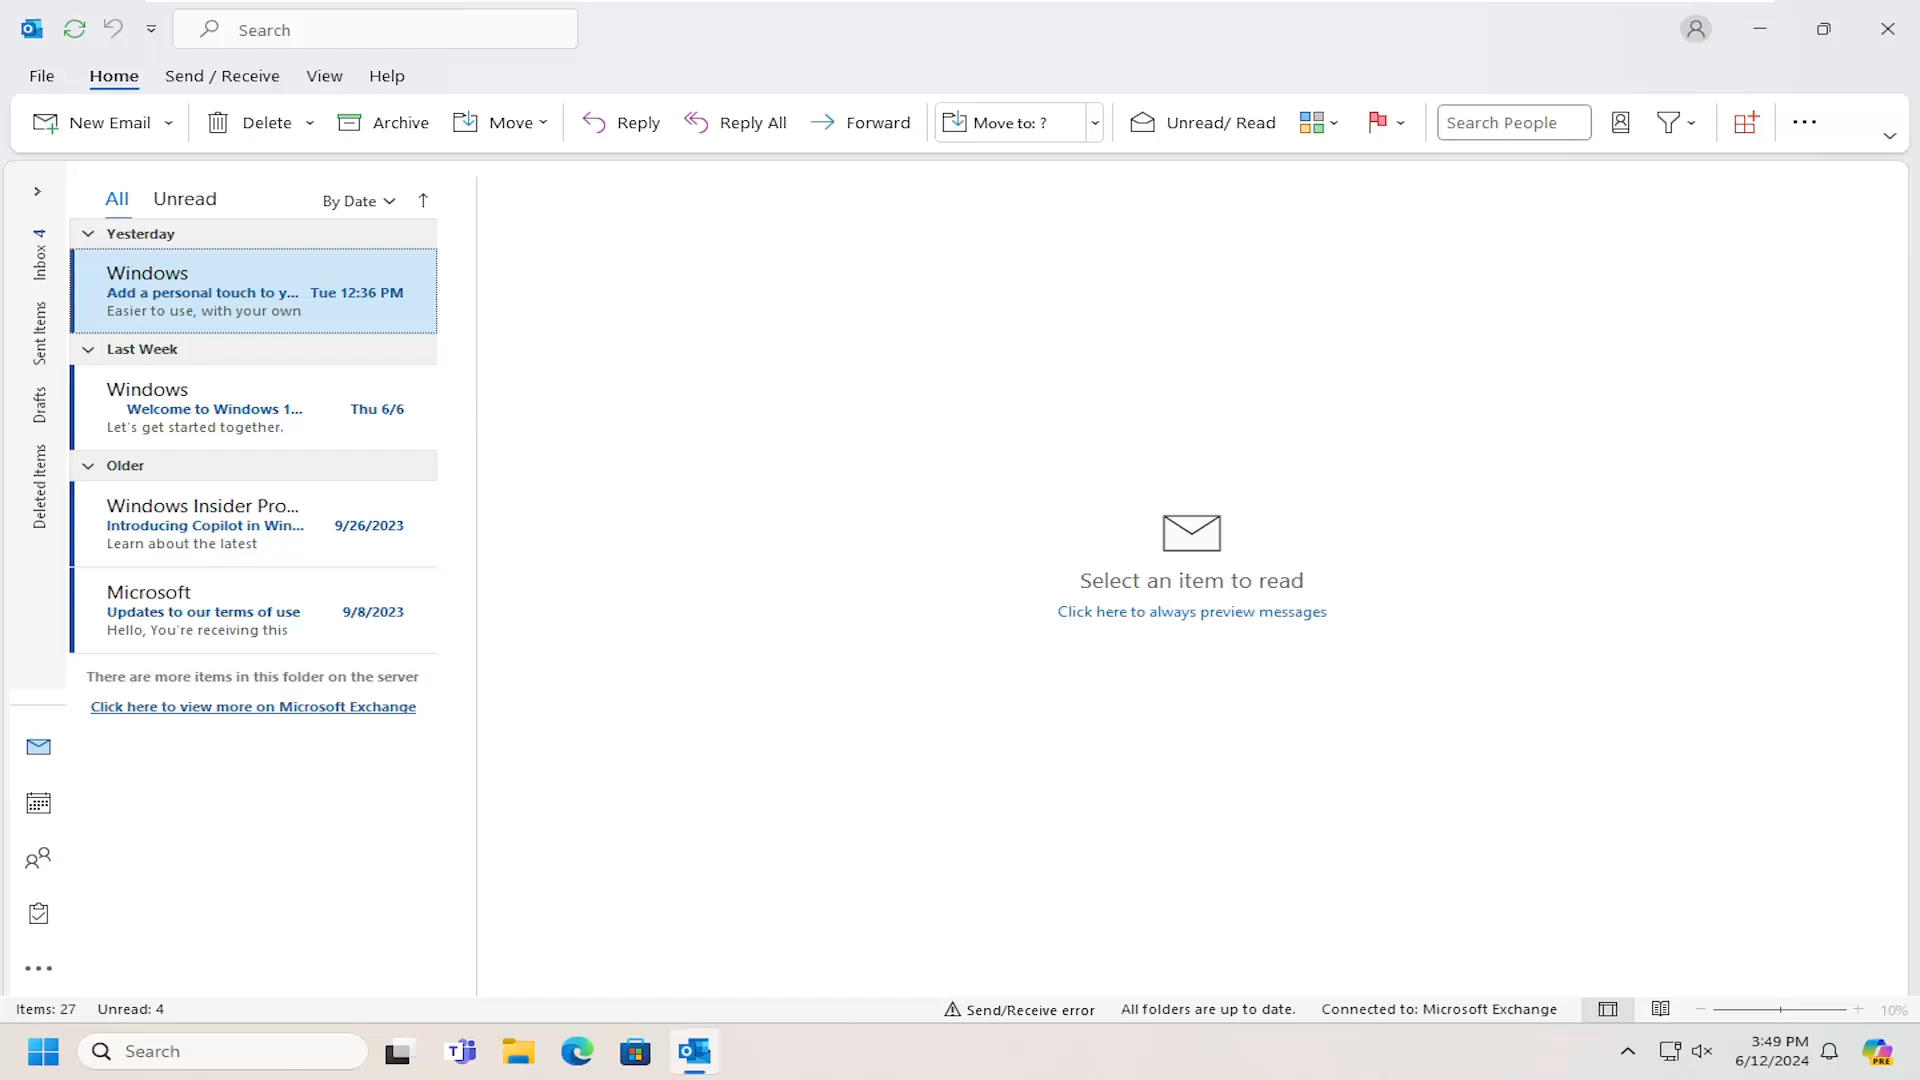 Search
File Home Send / Receive View Help
New Email Delete Archive Move Reply Reply All Forward Move to: ? Unread/ Read Search People
All Unread By Date
Inbox 4
Sent Items
Drafts
Deleted Items
Yesterday
Windows
Add a personal touch to y... Tue 12:36 PM
Easier to use, with your own
Last Week
Windows
Welcome to Windows 1... Thu 6/6
Let's get started together.
Older
Windows Insider Pro...
Introducing Copilot in Win... 9/26/2023
Learn about the latest
Microsoft
Updates to our terms of use 9/8/2023
Hello, You're receiving this
There are more items in this folder on the server
Click here to view more on Microsoft Exchange
Select an item to read
Click here to always preview messages
Items: 27 Unread: 4 Send/Receive error All folders are up to date. Connected to: Microsoft Exchange 10%
Search
3:49 PM
6/12/2024
PRE